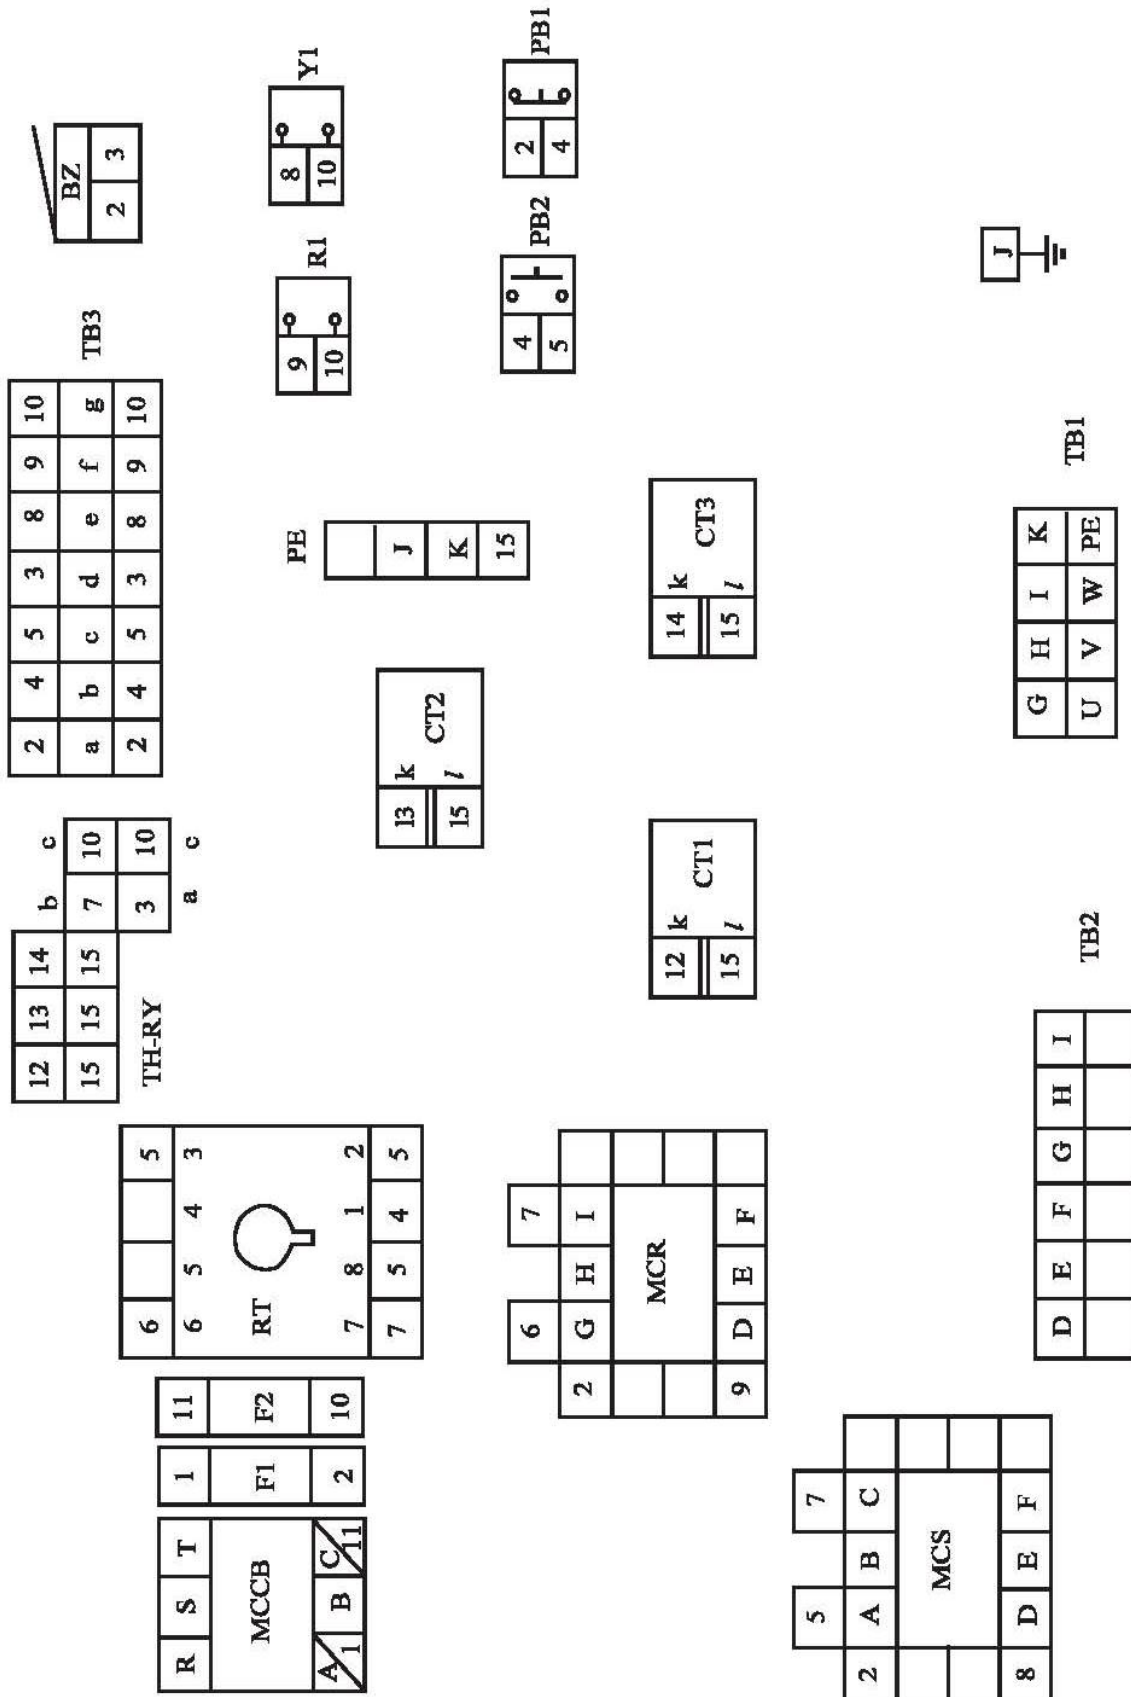 R S T
MCCB
A 1 B C 11
1
F1
2
11
F2
10
6 5
6 5 4 3
RT
7 8 1 2
7 5 4 5
12 13 14
15 15 15
TH-RY
b c
7 10
3 10
a c
2 4 5 3 8 9 10
a b c d e f g
2 4 5 3 8 9 10
TB3
BZ
2 3
13 k
CT2
15 l
PE
J
K
15
R1
9
10
Y1
8
10
6 7
2 G H I
MCR
9 D E F
12 k
CT1
15 l
14 k
CT3
15 l
PB2
4
5
PB1
2
4
5 7
2 A B C
MCS
8 D E F
D E F G H I
TB2
G H I K
U V W PE
TB1
J